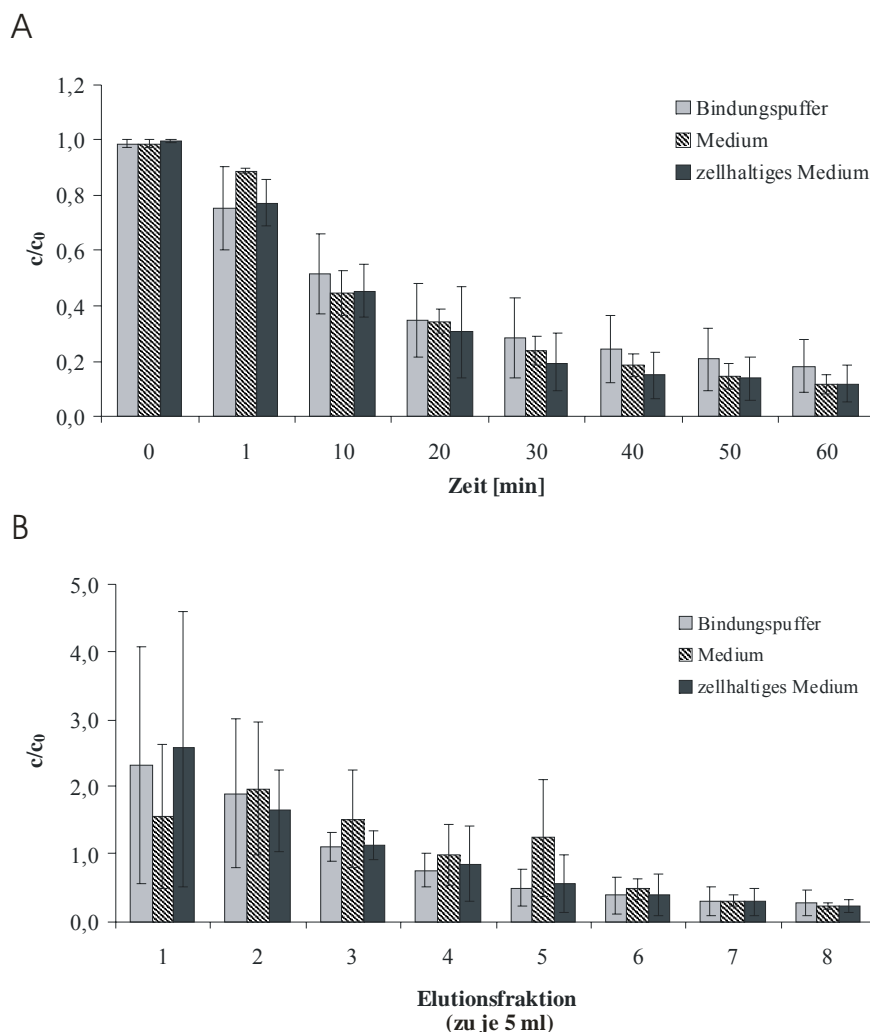 A
1,2
1,0
0,8
0,6
0,4
0,2
0,0
c/c0
Bindungspuffer
Medium
zellhaltiges Medium
0 1 10 20 30 40 50 60
Zeit [min]
B
5,0
4,0
3,0
2,0
1,0
0,0
c/c0
Bindungspuffer
Medium
zellhaltiges Medium
1 2 3 4 5 6 7 8
Elutionsfraktion
(zu je 5 ml)